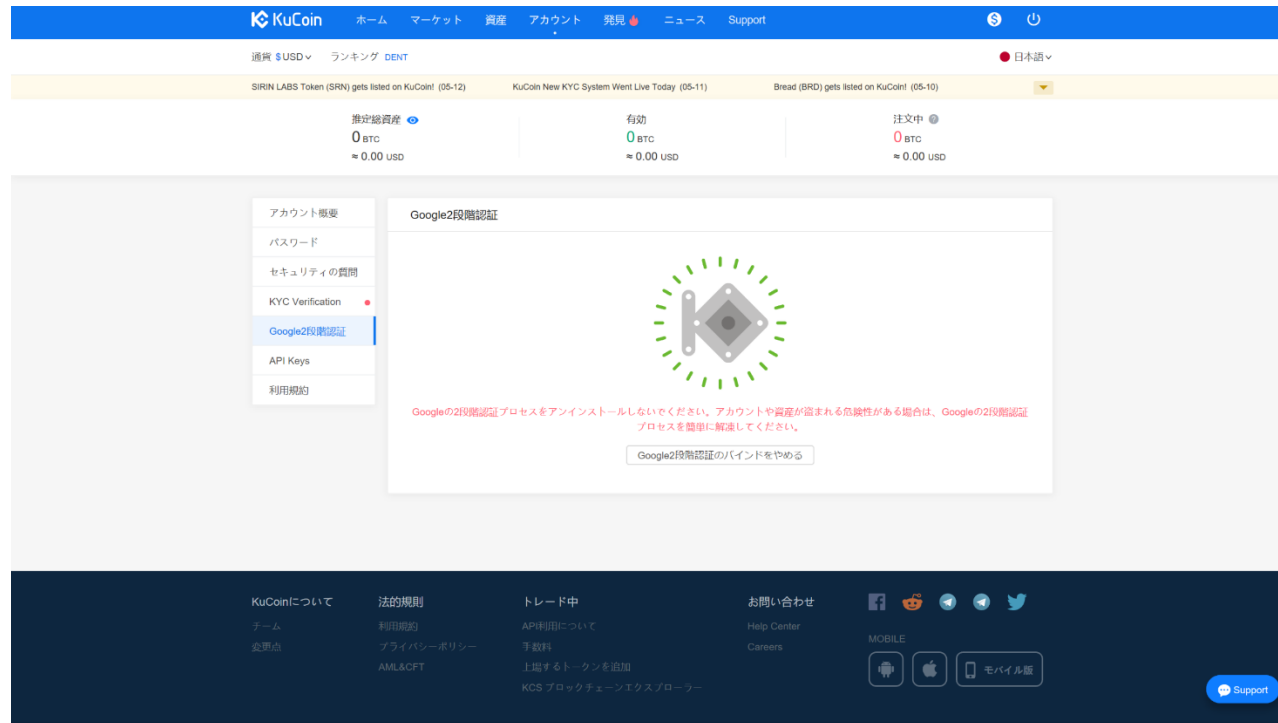 KuCoin ホーム マーケット 資産 アカウント 発見 ニュース Support
通貨 $ USD ランキング DENT 日本語
SIRIN LABS Token (SRN) gets listed on KuCoin! (05-12) KuCoin New KYC System Went Live Today (05-11) Bread (BRD) gets listed on KuCoin! (05-10)
推定総資産 有効 注文中
0 BTC 0 BTC 0 BTC
≈ 0.00 USD ≈ 0.00 USD ≈ 0.00 USD
アカウント概要
パスワード
セキュリティの質問
KYC Verification
Google2段階認証
API Keys
利用規約
Google2段階認証
Googleの2段階認証プロセスをアンインストールしないでください。アカウントや資産が盗まれる危険性がある場合は、Googleの2段階認証
プロセスを簡単に解凍してください。
Google2段階認証のバインドをやめる
KuCoinについて 法的規則 トレード中 お問い合わせ
チーム 利用規約 API利用について Help Center
変更点 プライバシーポリシー 手数料 Careers
AML&CFT 上場するトークンを追加
KCS ブロックチェーンエクスプローラー
MOBILE
モバイル版
Support